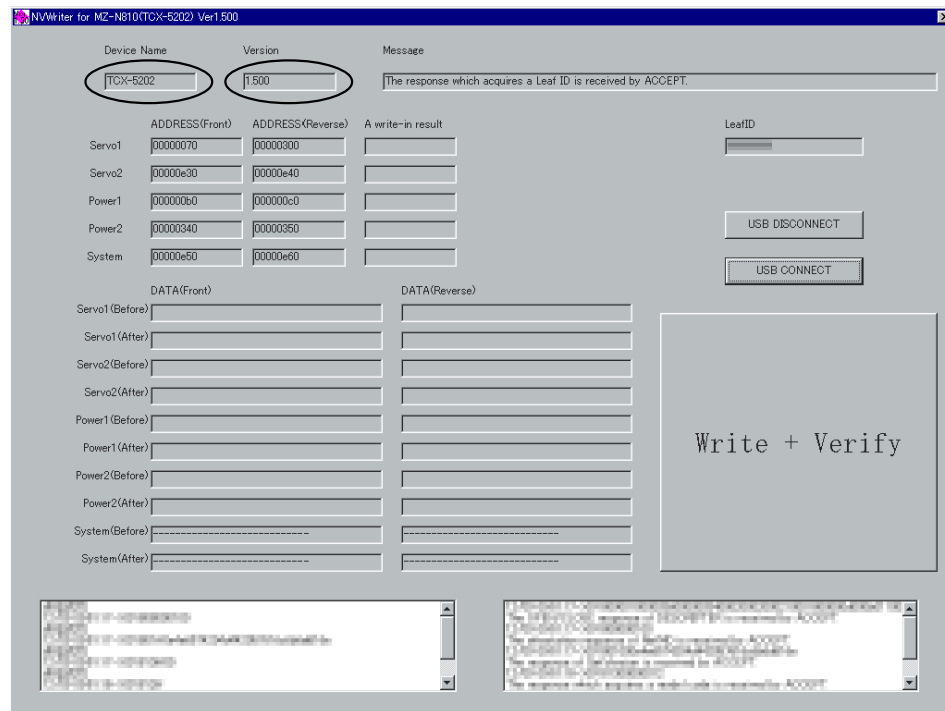 NVWriter for MZ-N810(TCX-5202) Ver1.500
Device Name Version Message
TCX-5202 1.500 The response which acquires a Leaf ID is received by ACCEPT.
ADDRESS(Front) ADDRESS(Reverse) A write-in result LeafID
Servo1 00000070 00000300
Servo2 00000e30 00000e40
Power1 000000b0 000000c0
Power2 00000340 00000350 USB DISCONNECT
System 00000e50 00000e60 USB CONNECT
DATA(Front) DATA(Reverse)
Servo1(Before)
Servo1(After)
Servo2(Before)
Servo2(After)
Power1(Before)
Power1(After) Write + Verify
Power2(Before)
Power2(After)
System(Before) ---------------------------- ----------------------------
System(After) ---------------------------- ----------------------------